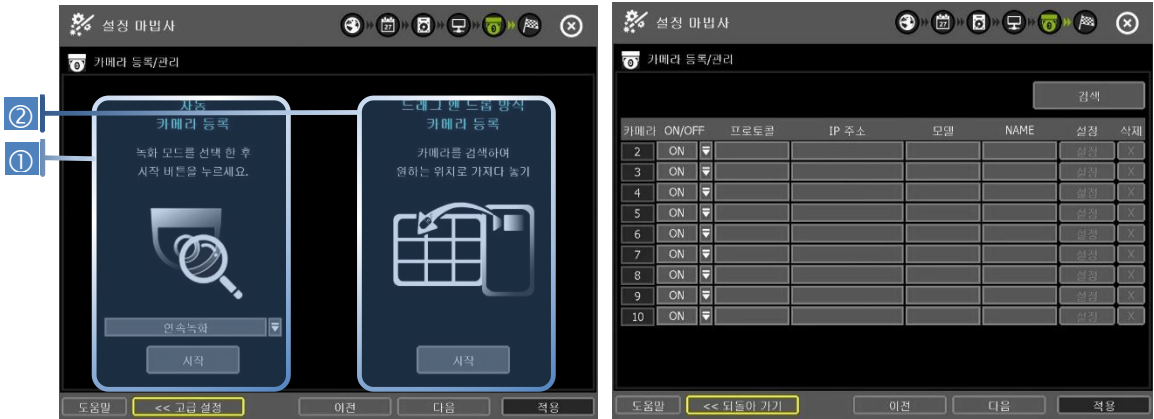 설정 마법사
27
카메라 등록/관리
②
①
자동
카메라 등록
녹화 모드를 선택 한 후
시작 버튼을 누르세요.
연속녹화
시작
드래그 앤 드롭 방식
카메라 등록
카메라를 검색하여
원하는 위치로 가져다 놓기
시작
도움말 << 고급 설정 이전 다음 적용
설정 마법사
27
카메라 등록/관리
검색
카메라 ON/OFF 프로토콜 IP 주소 모델 NAME 설정 삭제
2 ON 설정 X
3 ON 설정 X
4 ON 설정 X
5 ON 설정 X
6 ON 설정 X
7 ON 설정 X
8 ON 설정 X
9 ON 설정 X
10 ON 설정 X
도움말 << 되돌아 가기 이전 다음 적용